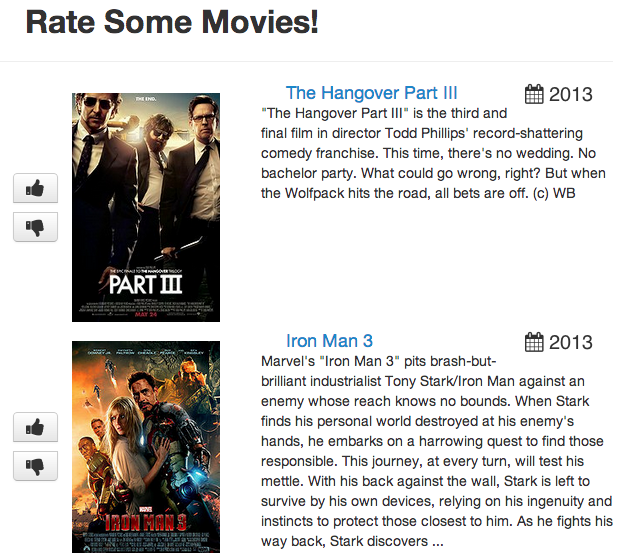 Rate Some Movies!
The Hangover Part III
2013
"The Hangover Part III" is the third and
final film in director Todd Phillips' record-shattering
comedy franchise. This time, there's no wedding. No
bachelor party. What could go wrong, right? But when
the Wolfpack hits the road, all bets are off. (c) WB
THE END.
THE EPIC FINALE TO THE HANGOVER TRILOGY
PART III
MAY 24
Iron Man 3
2013
Marvel's "Iron Man 3" pits brash-but-
brilliant industrialist Tony Stark/Iron Man against an
enemy whose reach knows no bounds. When Stark
finds his personal world destroyed at his enemy's
hands, he embarks on a harrowing quest to find those
responsible. This journey, at every turn, will test his
mettle. With his back against the wall, Stark is left to
survive by his own devices, relying on his ingenuity and
instincts to protect those closest to him. As he fights his
way back, Stark discovers ...
DOWNEY JR. PALTROW CHEADLE PEARCE KINGSLEY
MARVEL
IRON MAN 3